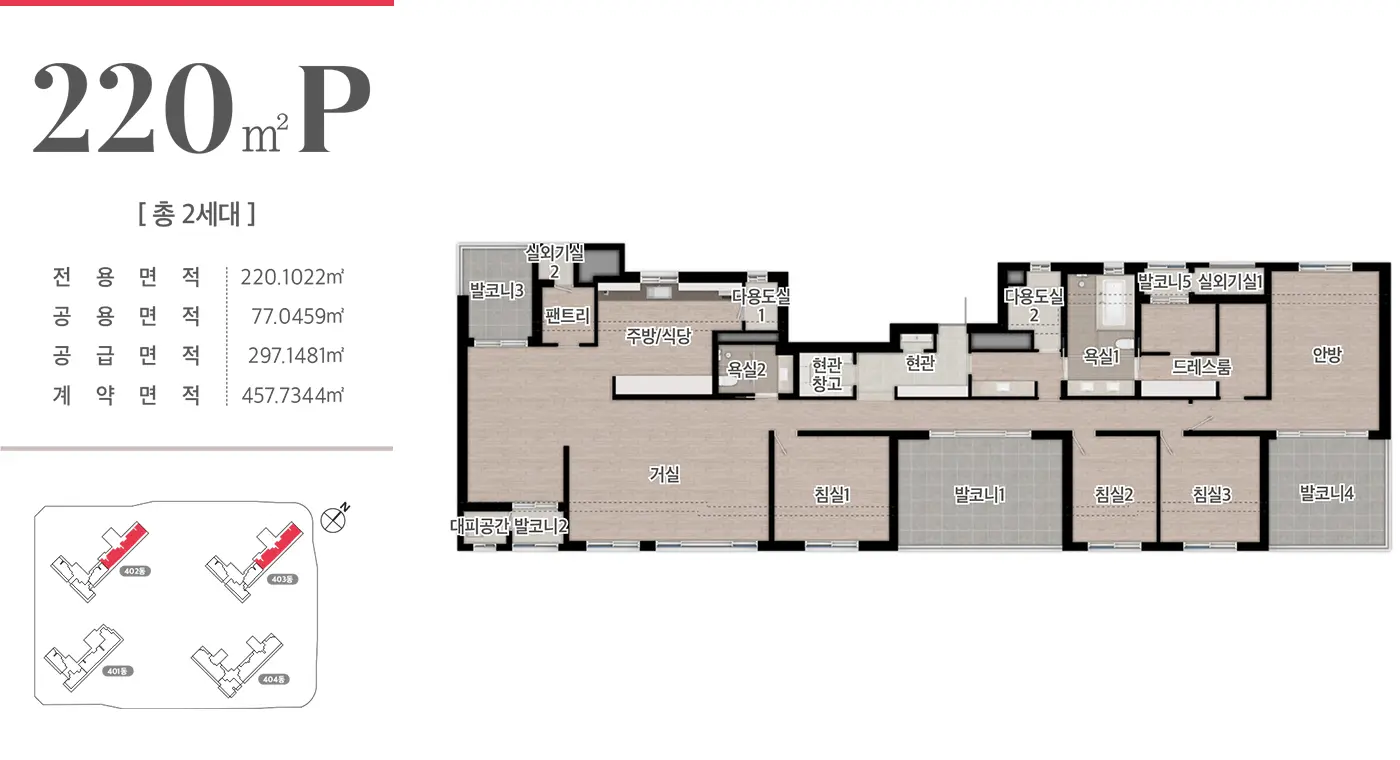 220㎡P
[ 총 2세대 ]
전 용 면 적 220.1022㎡
공 용 면 적 77.0459㎡
공 급 면 적 297.1481㎡
계 약 면 적 457.7344㎡
N
402동
403동
401동
404동
실외기실
2
발코니3
팬트리
주방/식당
다용도실
1
욕실2
현관
창고
현관
다용도실
2
욕실1
발코니5
실외기실1
드레스룸
안방
거실
침실1
발코니1
침실2
침실3
발코니4
대피공간
발코니2